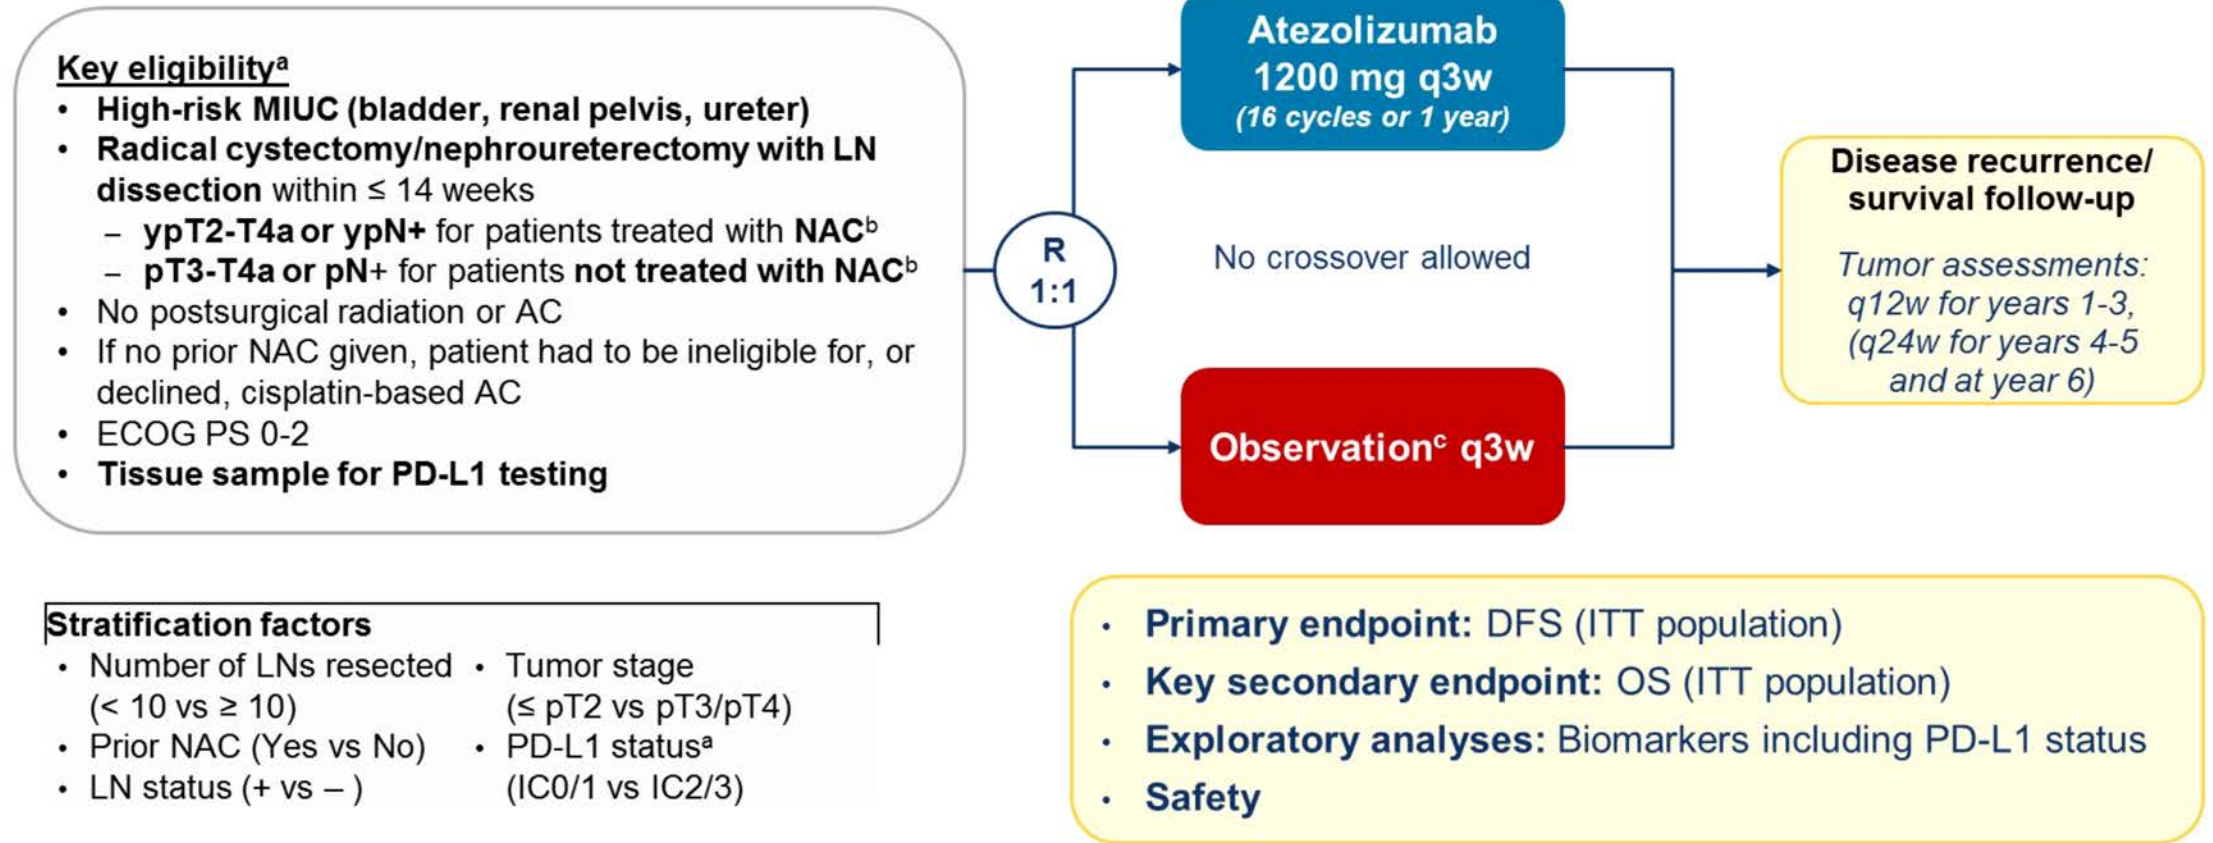 Key eligibilityᵃ
• High-risk MIUC (bladder, renal pelvis, ureter)
• Radical cystectomy/nephroureterectomy with LN
dissection within ≤ 14 weeks
– ypT2-T4a or ypN+ for patients treated with NACᵇ
– pT3-T4a or pN+ for patients not treated with NACᵇ
• No postsurgical radiation or AC
• If no prior NAC given, patient had to be ineligible for, or
declined, cisplatin-based AC
• ECOG PS 0-2
• Tissue sample for PD-L1 testing
R
1:1
Atezolizumab
1200 mg q3w
(16 cycles or 1 year)
No crossover allowed
Observationᶜ q3w
Disease recurrence/
survival follow-up
Tumor assessments:
q12w for years 1-3,
(q24w for years 4-5
and at year 6)
Stratification factors
• Number of LNs resected
(< 10 vs ≥ 10)
• Prior NAC (Yes vs No)
• LN status (+ vs – )
• Tumor stage
(≤ pT2 vs pT3/pT4)
• PD-L1 statusᵃ
(IC0/1 vs IC2/3)
• Primary endpoint: DFS (ITT population)
• Key secondary endpoint: OS (ITT population)
• Exploratory analyses: Biomarkers including PD-L1 status
• Safety